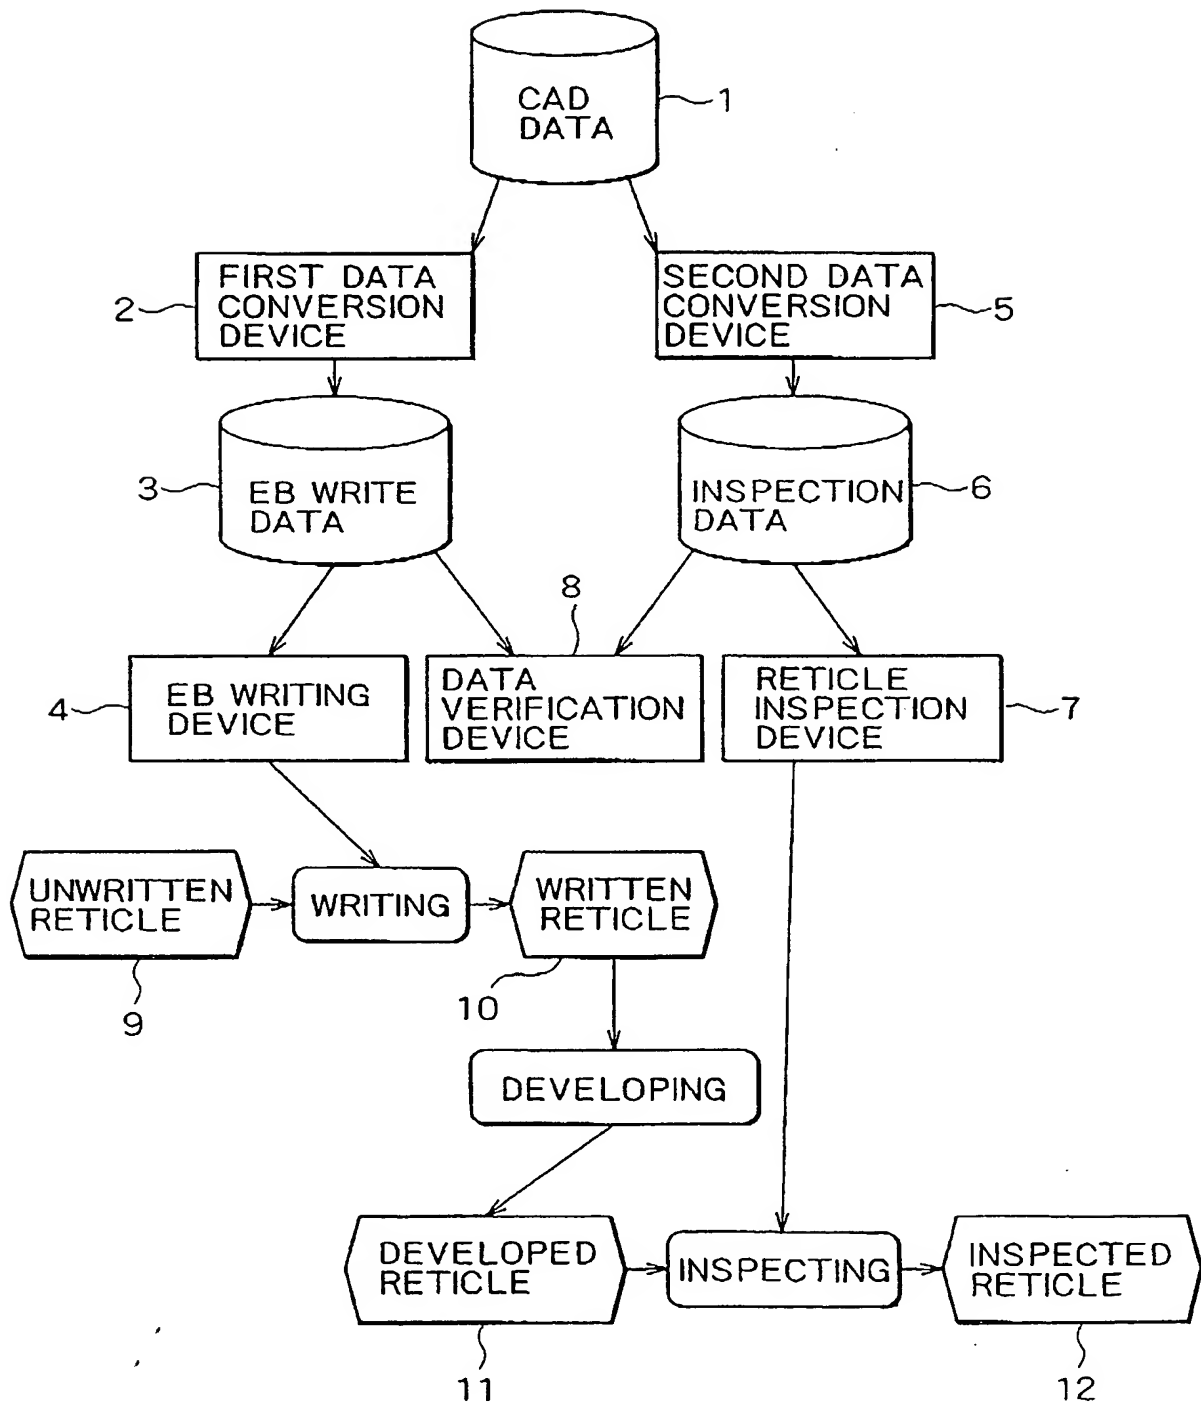 CAD
DATA
1
FIRST DATA
CONVERSION
DEVICE
2
SECOND DATA
CONVERSION
DEVICE
5
3
EB WRITE
DATA
INSPECTION
DATA
6
8
4
EB WRITING
DEVICE
DATA
VERIFICATION
DEVICE
RETICLE
INSPECTION
DEVICE
7
UNWRITTEN
RETICLE
WRITING
WRITTEN
RETICLE
9
10
DEVELOPING
DEVELOPED
RETICLE
INSPECTING
INSPECTED
RETICLE
11
12